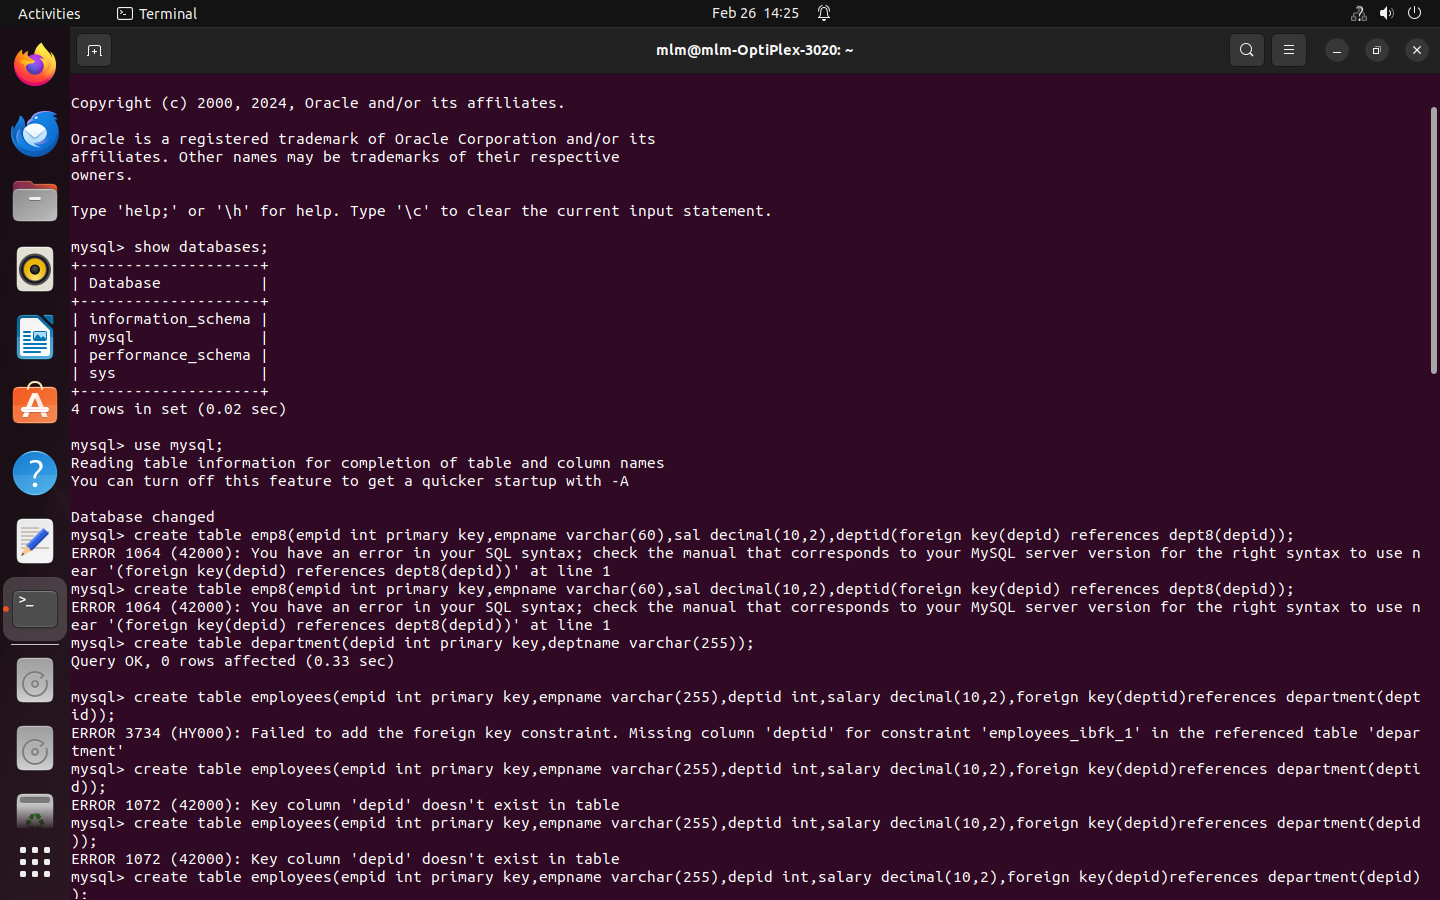 Activities
Terminal
Feb 26 14:25
mlm@mlm-OptiPlex-3020: ~
Copyright (c) 2000, 2024, Oracle and/or its affiliates.
Oracle is a registered trademark of Oracle Corporation and/or its
affiliates. Other names may be trademarks of their respective
owners.
Type 'help;' or '\h' for help. Type '\c' to clear the current input statement.
mysql> show databases;
+--------------------+
| Database           |
+--------------------+
| information_schema |
| mysql              |
| performance_schema |
| sys                |
+--------------------+
4 rows in set (0.02 sec)
mysql> use mysql;
Reading table information for completion of table and column names
You can turn off this feature to get a quicker startup with -A
Database changed
mysql> create table emp8(empid int primary key,empname varchar(60),sal decimal(10,2),deptid(foreign key(depid) references dept8(depid));
ERROR 1064 (42000): You have an error in your SQL syntax; check the manual that corresponds to your MySQL server version for the right syntax to use n
ear '(foreign key(depid) references dept8(depid))' at line 1
mysql> create table emp8(empid int primary key,empname varchar(60),sal decimal(10,2),deptid(foreign key(depid) references dept8(depid));
ERROR 1064 (42000): You have an error in your SQL syntax; check the manual that corresponds to your MySQL server version for the right syntax to use n
ear '(foreign key(depid) references dept8(depid))' at line 1
mysql> create table department(depid int primary key,deptname varchar(255));
Query OK, 0 rows affected (0.33 sec)
mysql> create table employees(empid int primary key,empname varchar(255),deptid int,salary decimal(10,2),foreign key(deptid)references department(dept
id));
ERROR 3734 (HY000): Failed to add the foreign key constraint. Missing column 'deptid' for constraint 'employees_ibfk_1' in the referenced table 'depar
tment'
mysql> create table employees(empid int primary key,empname varchar(255),deptid int,salary decimal(10,2),foreign key(depid)references department(depti
d));
ERROR 1072 (42000): Key column 'depid' doesn't exist in table
mysql> create table employees(empid int primary key,empname varchar(255),deptid int,salary decimal(10,2),foreign key(depid)references department(depid
));
ERROR 1072 (42000): Key column 'depid' doesn't exist in table
mysql> create table employees(empid int primary key,empname varchar(255),depid int,salary decimal(10,2),foreign key(depid)references department(depid)
);